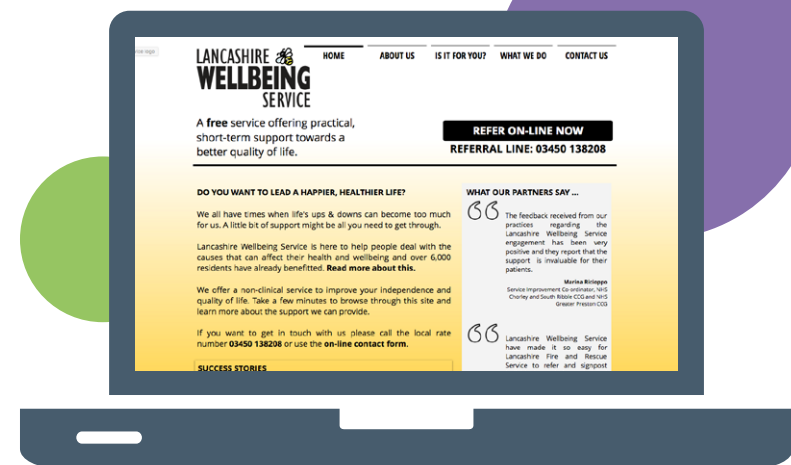 LANCASHIRE
WELLBEING
SERVICE
HOME
ABOUT US
IS IT FOR YOU?
WHAT WE DO
CONTACT US
A free service offering practical,
short-term support towards a
better quality of life.
REFER ON-LINE NOW
REFERRAL LINE: 03450 138208
DO YOU WANT TO LEAD A HAPPIER, HEALTHIER LIFE?
We all have times when life's ups & downs can become too much
for us. A little bit of support might be all you need to get through.
Lancashire Wellbeing Service is here to help people deal with the
causes that can affect their health and wellbeing and over 6,000
residents have already benefitted. Read more about this.
We offer a non-clinical service to improve your independence and
quality of life. Take a few minutes to browse through this site and
learn more about the support we can provide.
If you want to get in touch with us please call the local rate
number 03450 138208 or use the on-line contact form.
SUCCESS STORIES
WHAT OUR PARTNERS SAY ...
The feedback received from our
practices regarding the
Lancashire Wellbeing Service
engagement has been very
positive and they report that the
support is invaluable for their
patients.
Marina
Service Improvement Co-ordinator, NHS
Chorley and South Ribble CCG and NHS
Greater Preston CCG
Lancashire Wellbeing Service
have made it so easy for
Lancashire Fire and Rescue
Service to refer and signpost